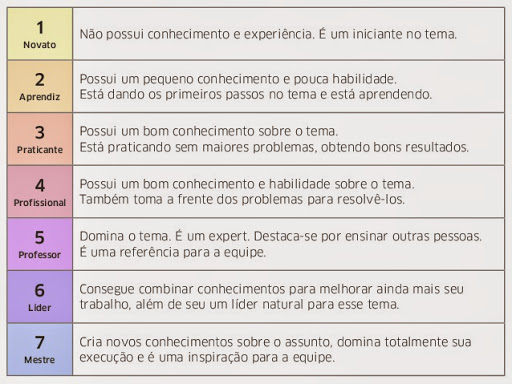 1
Novato
Não possui conhecimento e experiência. É um iniciante no tema.
2
Aprendiz
Possui um pequeno conhecimento e pouca habilidade.
Está dando os primeiros passos no tema e está aprendendo.
3
Praticante
Possui um bom conhecimento sobre o tema.
Está praticando sem maiores problemas, obtendo bons resultados.
4
Profissional
Possui um bom conhecimento e habilidade sobre o tema.
Também toma a frente dos problemas para resolvê-los.
5
Professor
Domina o tema. É um expert. Destaca-se por ensinar outras pessoas.
É uma referência para a equipe.
6
Líder
Consegue combinar conhecimentos para melhorar ainda mais seu
trabalho, além de seu um líder natural para esse tema.
7
Mestre
Cria novos conhecimentos sobre o assunto, domina totalmente sua
execução e é uma inspiração para a equipe.